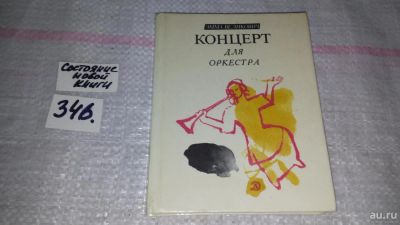 Состояние
новой
книги
346.
КОНЦЕРТ
ДЛЯ
ОРКЕСТРА
au.ru